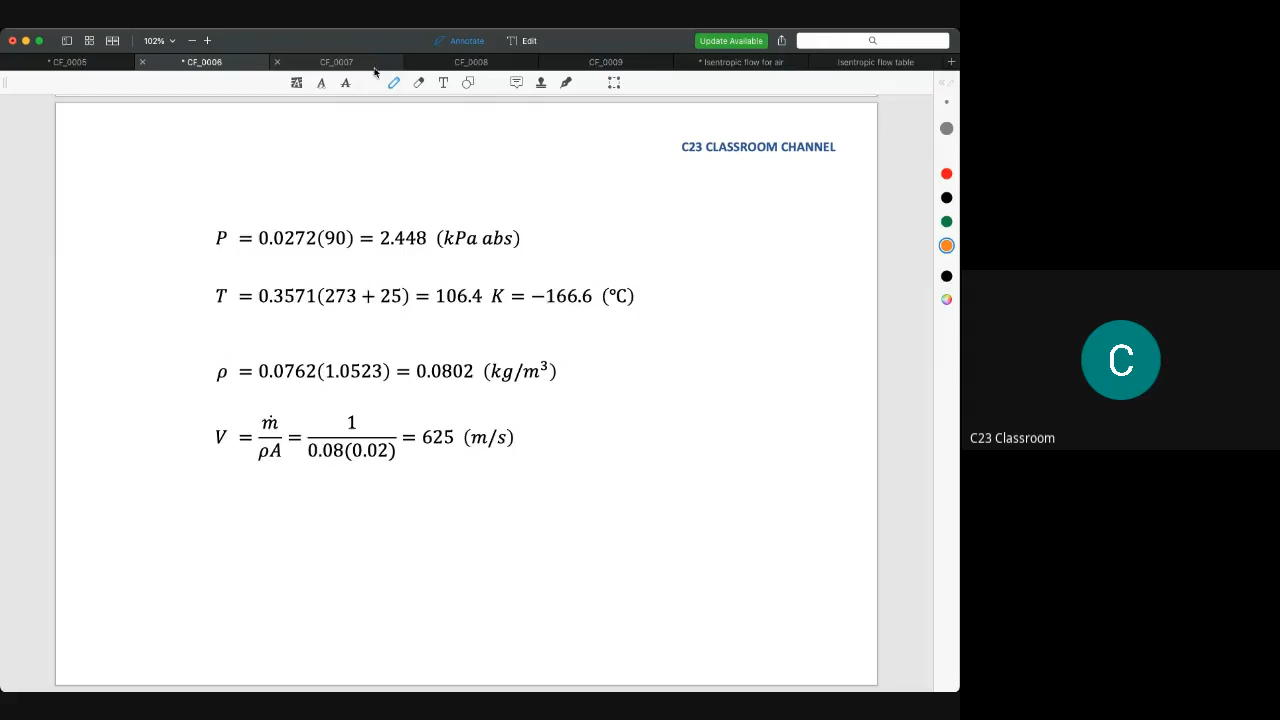 102%
Annotate
Edit
Update Available
* CF_0005
* CF_0006
CF_0007
CF_0008
CF_0009
* Isentropic flow for air
Isentropic flow table
C23 CLASSROOM CHANNEL
P = 0.0272(90) = 2.448 (kPa abs)
T = 0.3571(273 + 25) = 106.4 K = −166.6 (℃)
ρ = 0.0762(1.0523) = 0.0802 (kg/m³)
V = ṁ/ρA = 1/0.08(0.02) = 625 (m/s)
C
C23 Classroom